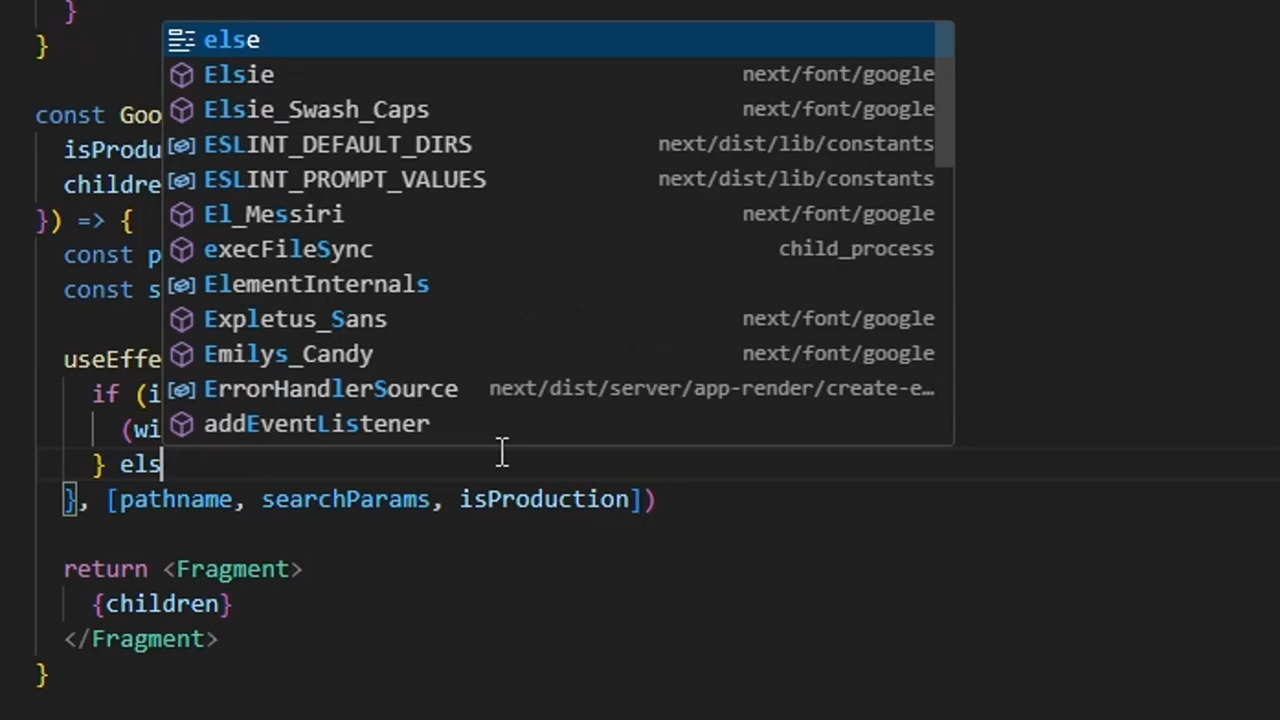 }
}
else
Elsie next/font/google
Elsie_Swash_Caps next/font/google
const Goo
ESLINT_DEFAULT_DIRS next/dist/lib/constants
isProdu
ESLINT_PROMPT_VALUES next/dist/lib/constants
childre
El_Messiri next/font/google
}) => {
execFileSync child_process
const p
ElementInternals
const s
Expletus_Sans next/font/google
Emilys_Candy next/font/google
useEffe
ErrorHandlerSource next/dist/server/app-render/create-e…
if (i
addEventListener
(wi
} els
}, [pathname, searchParams, isProduction])
return <Fragment>
{children}
</Fragment>
}